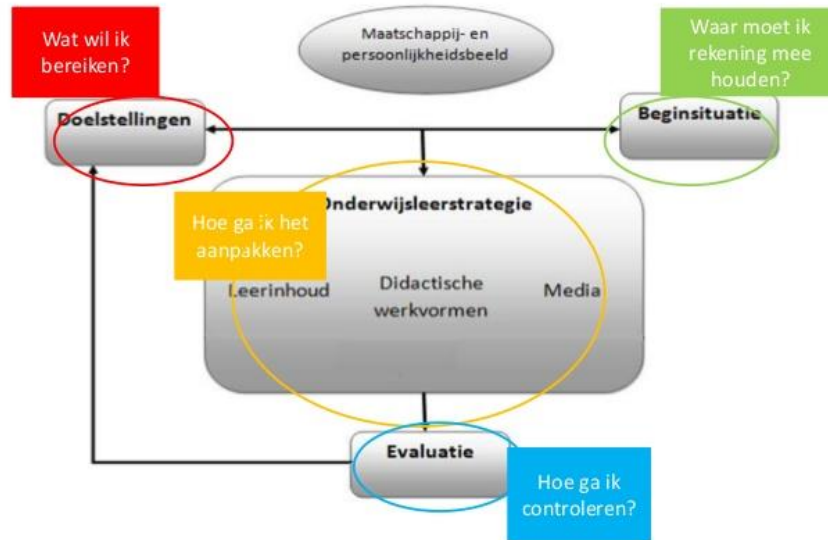 Wat wil ik
bereiken?
Maatschappij- en
persoonlijkheidsbeeld
Waar moet ik
rekening mee
houden?
Doelstellingen
Beginsituatie
Onderwijsleerstrategie
Hoe ga ik het
aanpakken?
Leerinhoud
Didactische
werkvormen
Media
Evaluatie
Hoe ga ik
controleren?